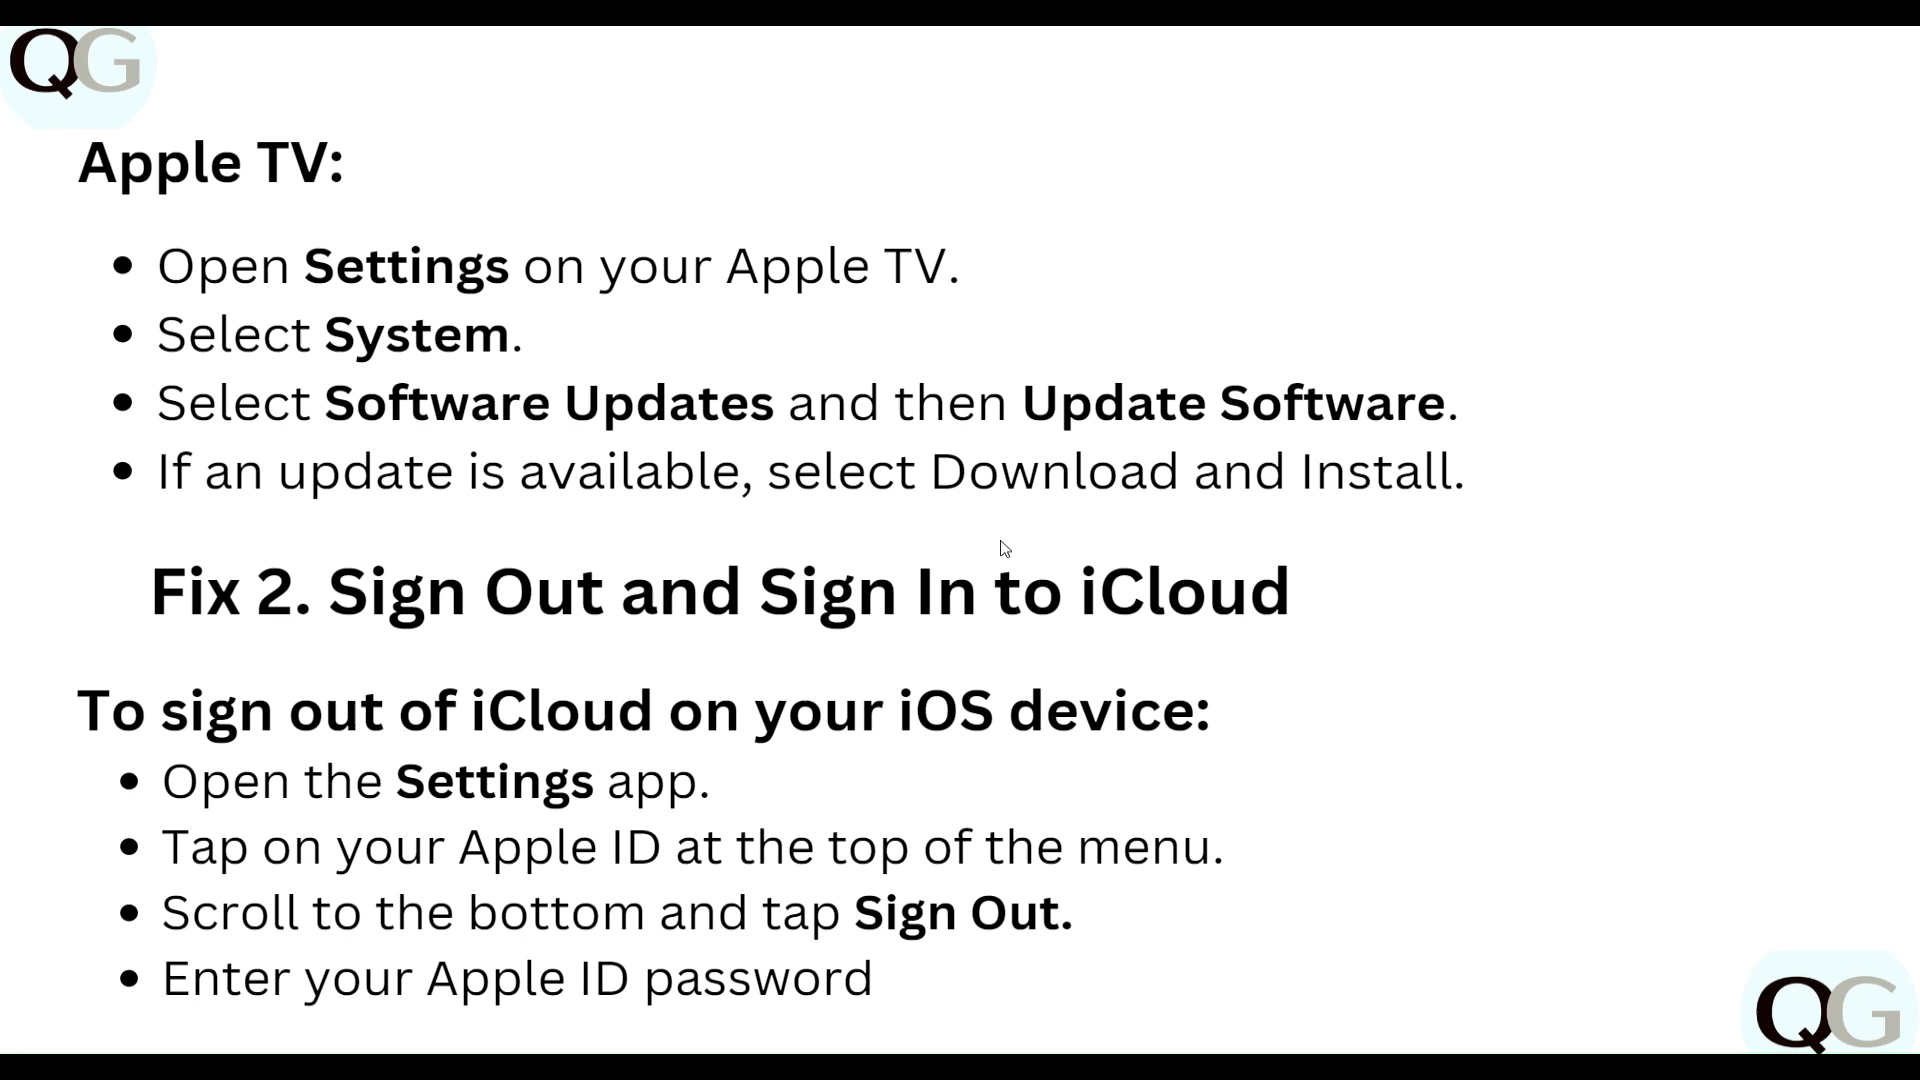 QG
Apple TV:
• Open Settings on your Apple TV.
• Select System.
• Select Software Updates and then Update Software.
• If an update is available, select Download and Install.
Fix 2. Sign Out and Sign In to iCloud
To sign out of iCloud on your iOS device:
• Open the Settings app.
• Tap on your Apple ID at the top of the menu.
• Scroll to the bottom and tap Sign Out.
• Enter your Apple ID password
QG